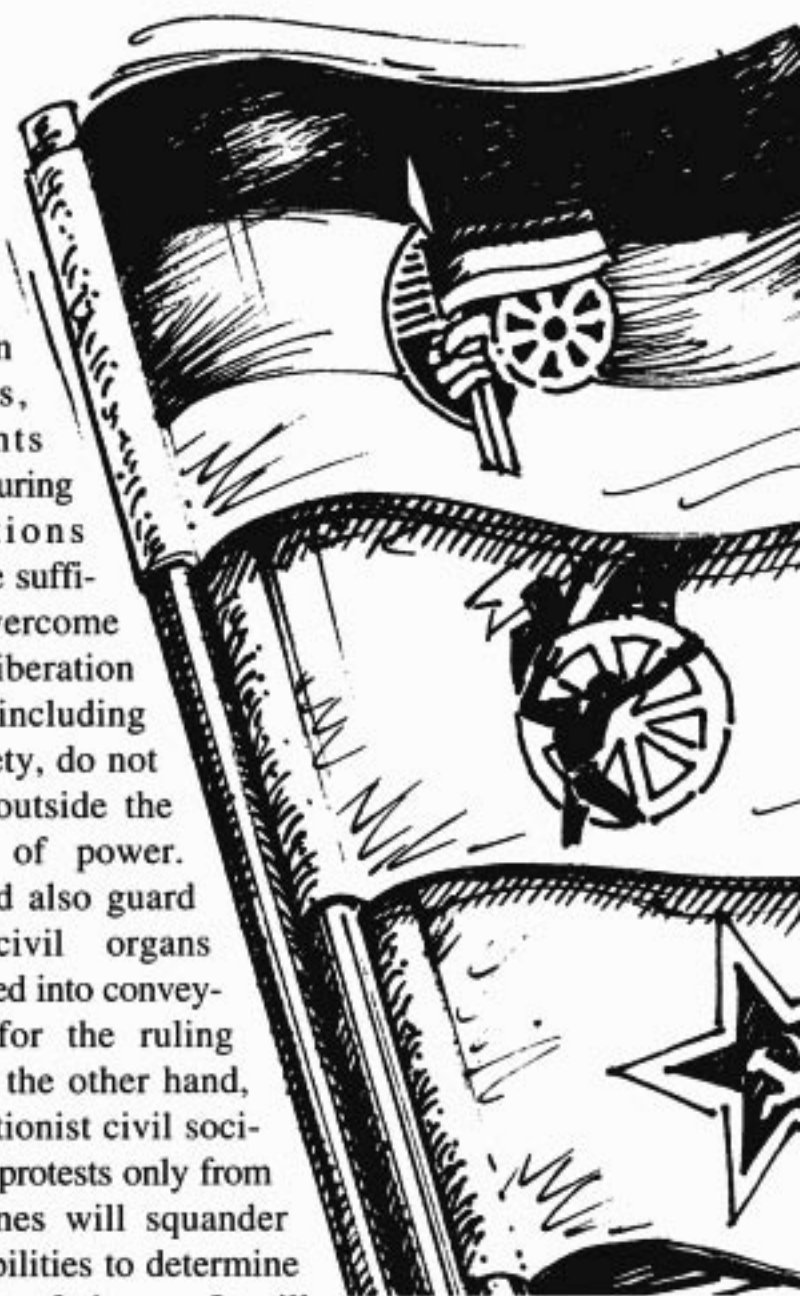 n
s,
nts
uring
ions
e suffi-
vercome
iberation
including
ety, do not
outside the
of power.
d also guard
civil organs
ed into convey-
for the ruling
the other hand,
tionist civil soci-
protests only from
nes will squander
bilities to determine